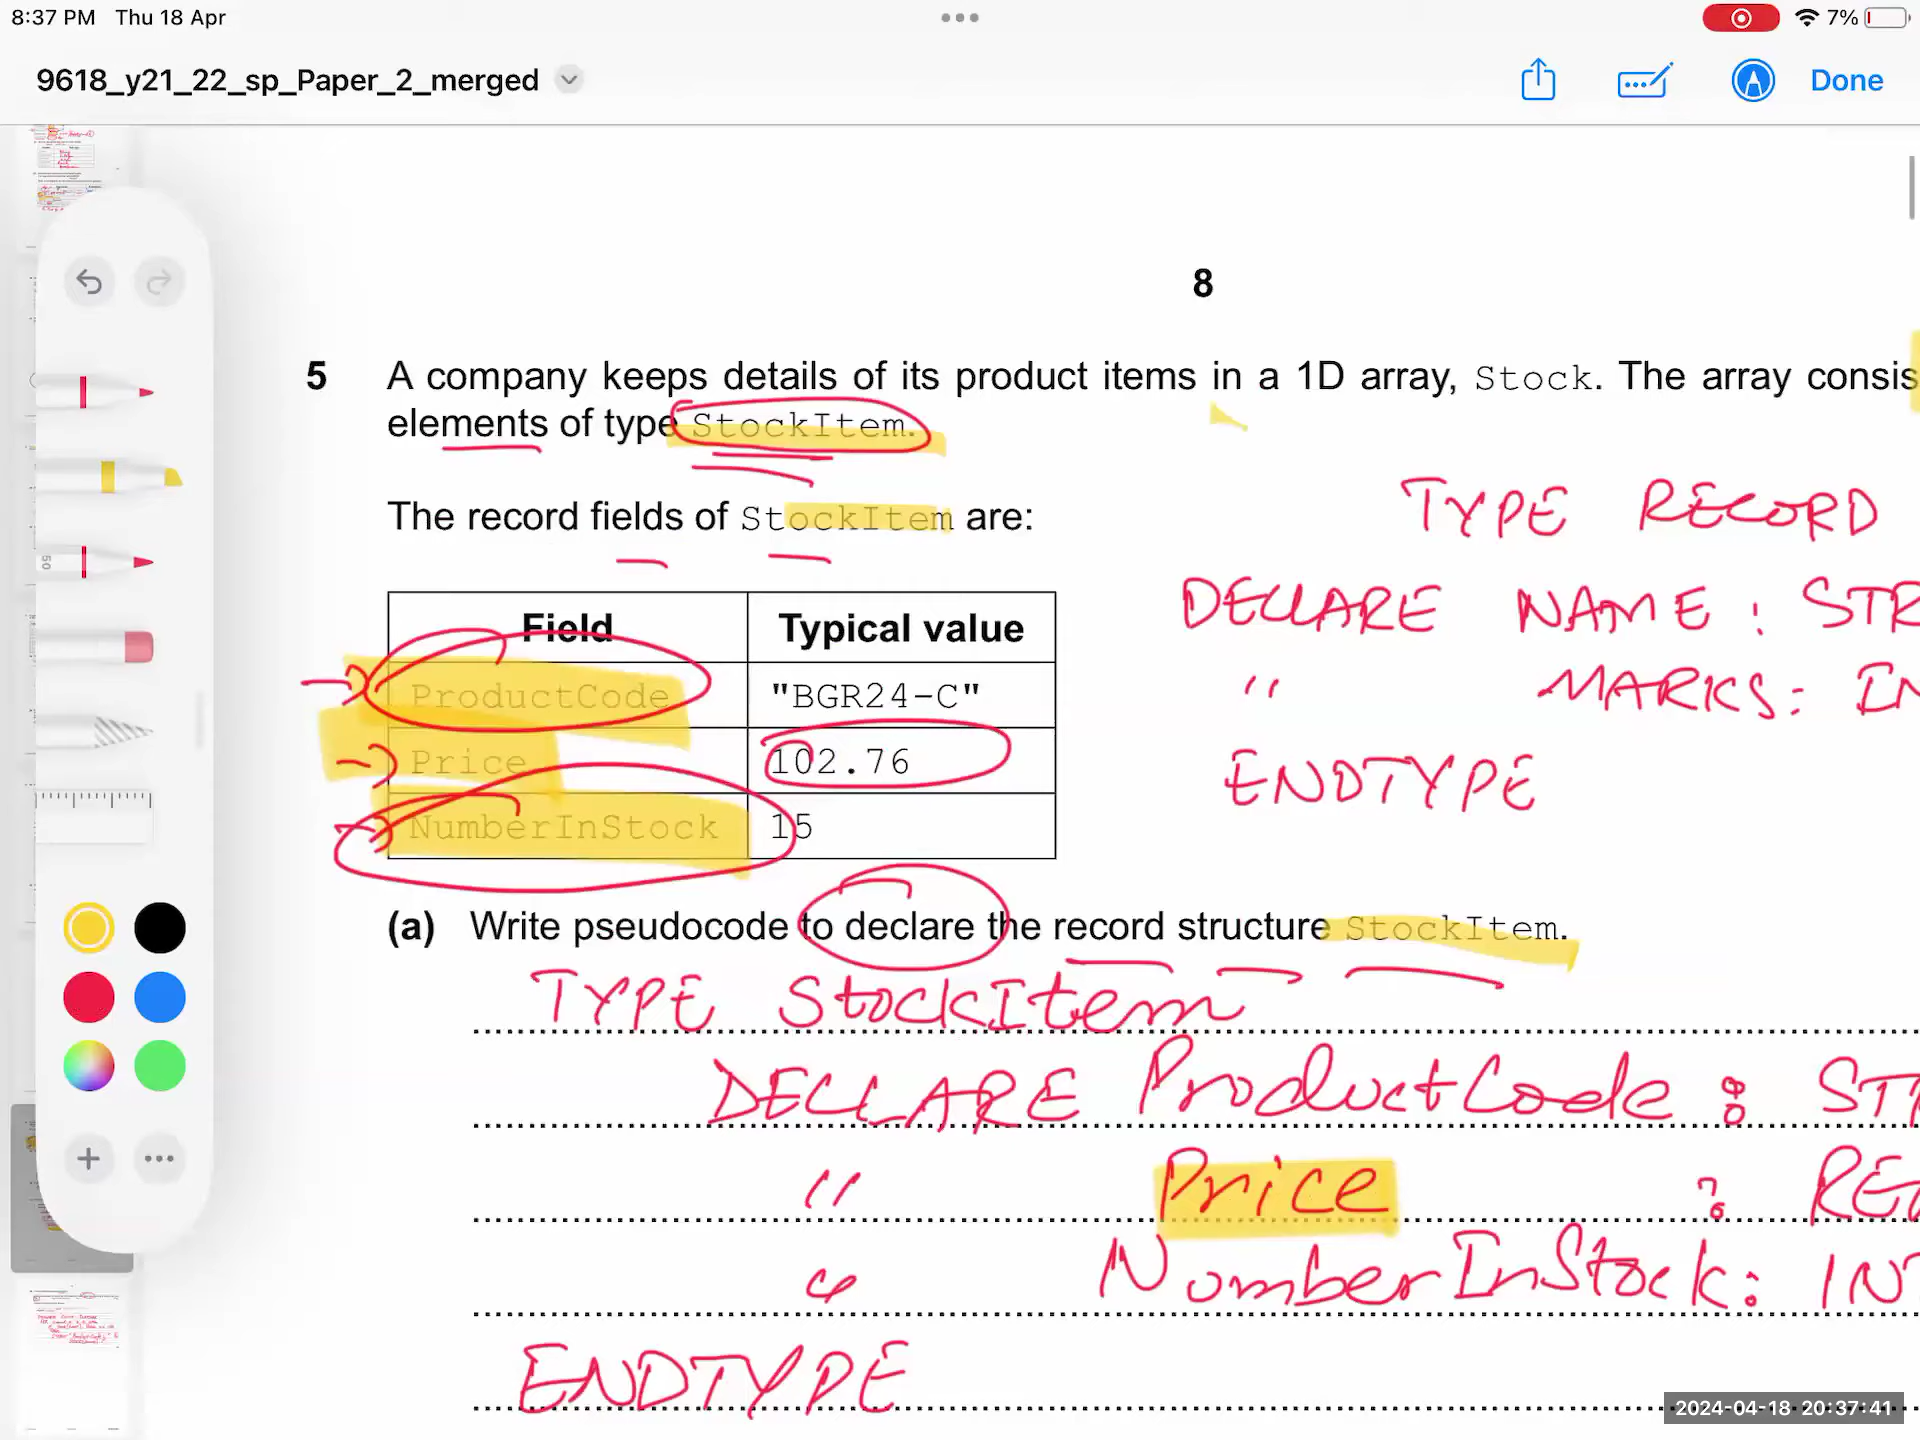 8:37 PM Thu 18 Apr
7%
9618_y21_22_sp_Paper_2_merged
Done
8
5 A company keeps details of its product items in a 1D array, Stock. The array consis
elements of type StockItem.
TYPE RECORD
The record fields of StockItem are:
DECLARE NAME : STR
Field Typical value
ProductCode "BGR24-C"
" MARKS: IN
Price 102.76
ENDTYPE
NumberInStock 15
(a) Write pseudocode to declare the record structure StockItem.
TYPE StockItem
DECLARE ProductCode : ST
" Price : REA
" NumberInStock: INT
ENDTYPE
50
2024-04-18 20:37:41